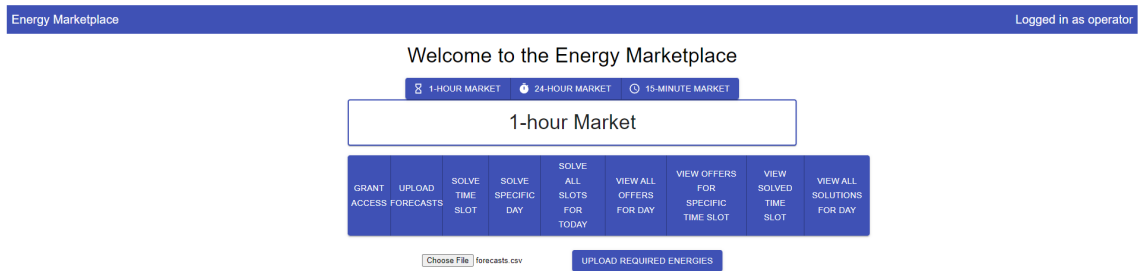 Energy Marketplace Logged in as operator
Welcome to the Energy Marketplace
1-HOUR MARKET 24-HOUR MARKET 15-MINUTE MARKET
1-hour Market
GRANT ACCESS
UPLOAD FORECASTS
SOLVE TIME SLOT
SOLVE SPECIFIC DAY
SOLVE ALL SLOTS FOR TODAY
VIEW ALL OFFERS FOR DAY
VIEW OFFERS FOR SPECIFIC TIME SLOT
VIEW SOLVED TIME SLOT
VIEW ALL SOLUTIONS FOR DAY
Choose File forecasts.csv UPLOAD REQUIRED ENERGIES